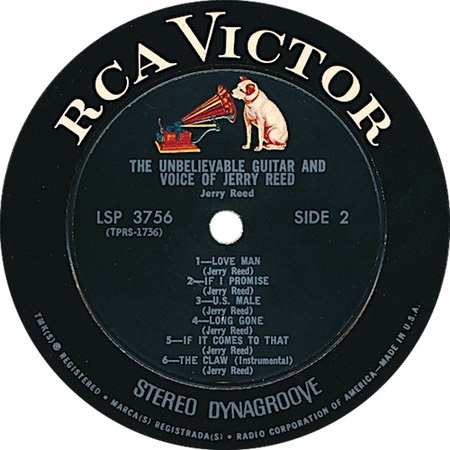 RCA VICTOR
THE UNBELIEVABLE GUITAR AND
VOICE OF JERRY REED
Jerry Reed
LSP 3756
(TPRS-1736)
SIDE 2
1—LOVE MAN
(Jerry Reed)
2—IF I PROMISE
(Jerry Reed)
3—U.S. MALE
(Jerry Reed)
4—LONG GONE
(Jerry Reed)
5—IF IT COMES TO THAT
(Jerry Reed)
6—THE CLAW (Instrumental)
(Jerry Reed)
STEREO DYNAGROOVE
TMK(S) ® REGISTERED • MARCA(S) REGISTRADA(S) • RADIO CORPORATION OF AMERICA—MADE IN U.S.A.